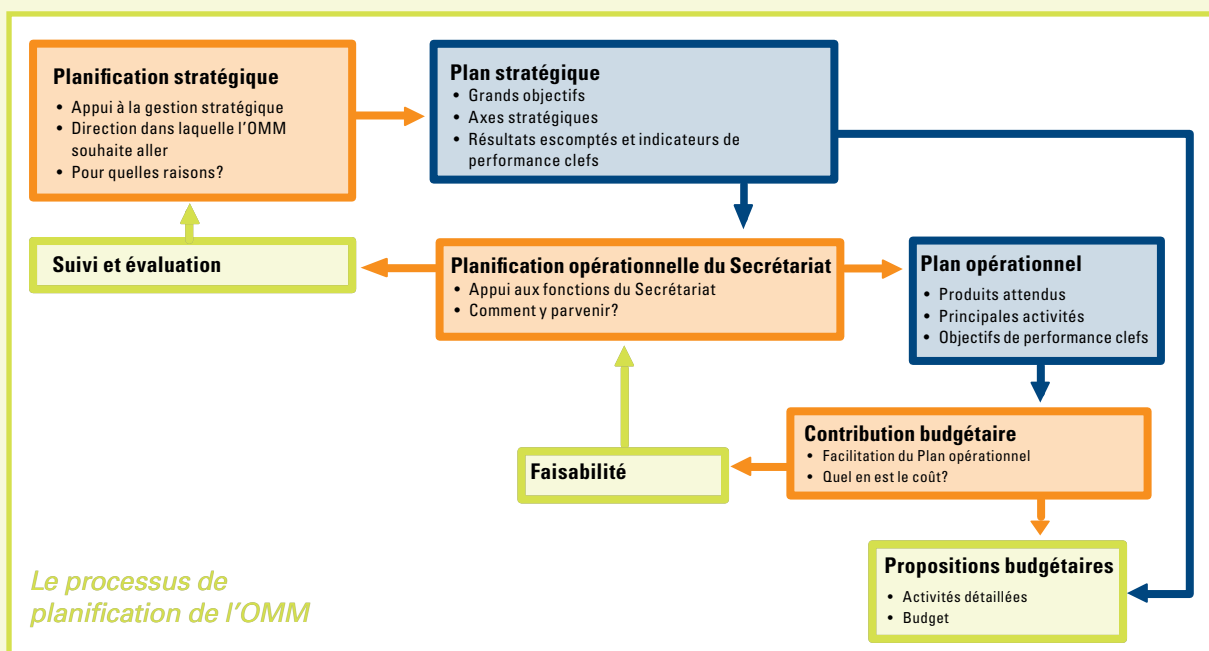 Planification stratégique
• Appui à la gestion stratégique
• Direction dans laquelle l'OMM
souhaite aller
• Pour quelles raisons?
Plan stratégique
• Grands objectifs
• Axes stratégiques
• Résultats escomptés et indicateurs de
performance clefs
Suivi et évaluation
Planification opérationnelle du Secrétariat
• Appui aux fonctions du Secrétariat
• Comment y parvenir?
Plan opérationnel
• Produits attendus
• Principales activités
• Objectifs de performance clefs
Contribution budgétaire
• Facilitation du Plan opérationnel
• Quel en est le coût?
Faisabilité
Propositions budgétaires
• Activités détaillées
• Budget
Le processus de
planification de l'OMM